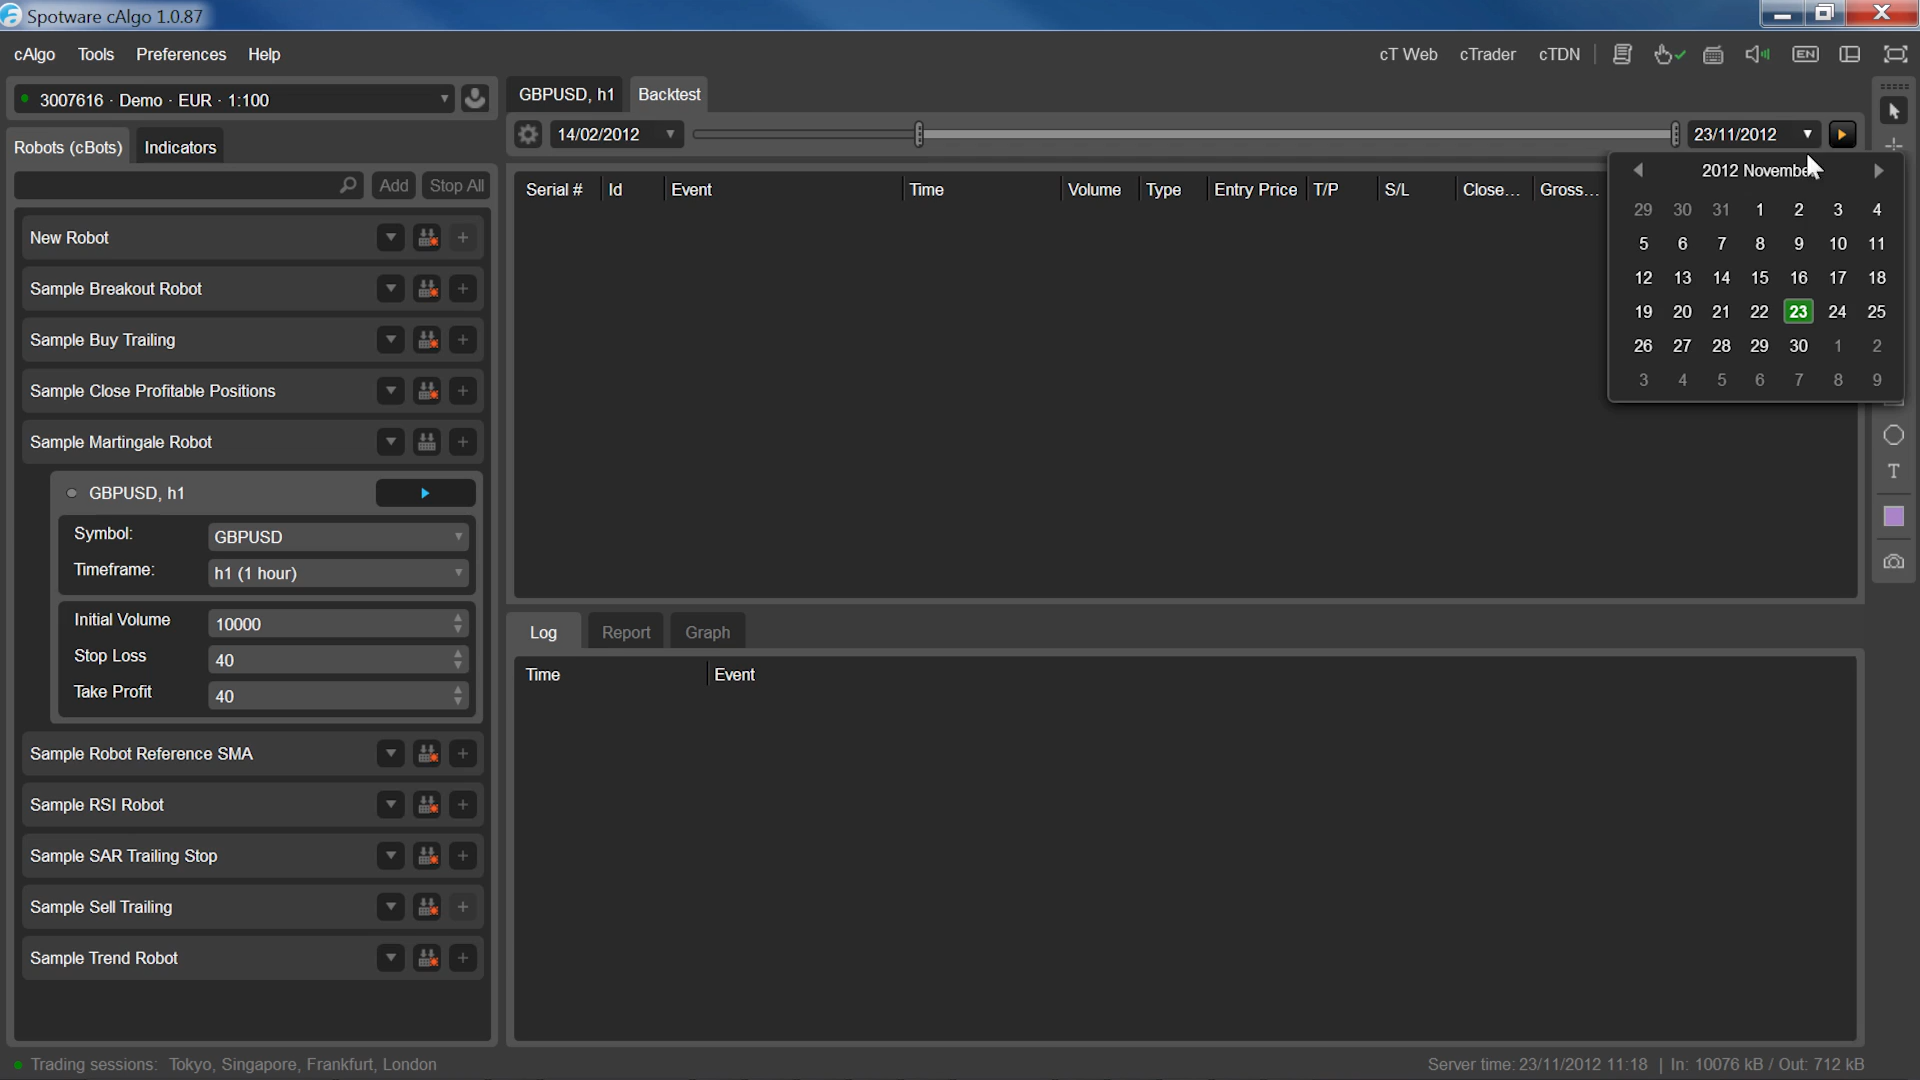 Spotware cAlgo 1.0.87
cAlgo Tools Preferences Help
cT Web cTrader cTDN EN
3007616 · Demo · EUR · 1:100
GBPUSD, h1 Backtest
14/02/2012 23/11/2012
Robots (cBots) Indicators
Add Stop All
Serial # Id Event Time Volume Type Entry Price T/P S/L Close... Gross...
2012 November
29 30 31 1 2 3 4
5 6 7 8 9 10 11
12 13 14 15 16 17 18
19 20 21 22 23 24 25
26 27 28 29 30 1 2
3 4 5 6 7 8 9
T
New Robot
Sample Breakout Robot
Sample Buy Trailing
Sample Close Profitable Positions
Sample Martingale Robot
GBPUSD, h1
Symbol: GBPUSD
Timeframe: h1 (1 hour)
Initial Volume 10000
Stop Loss 40
Take Profit 40
Sample Robot Reference SMA
Sample RSI Robot
Sample SAR Trailing Stop
Sample Sell Trailing
Sample Trend Robot
Log Report Graph
Time Event
Trading sessions: Tokyo, Singapore, Frankfurt, London
Server time: 23/11/2012 11:18 | In: 10076 kB / Out: 712 kB